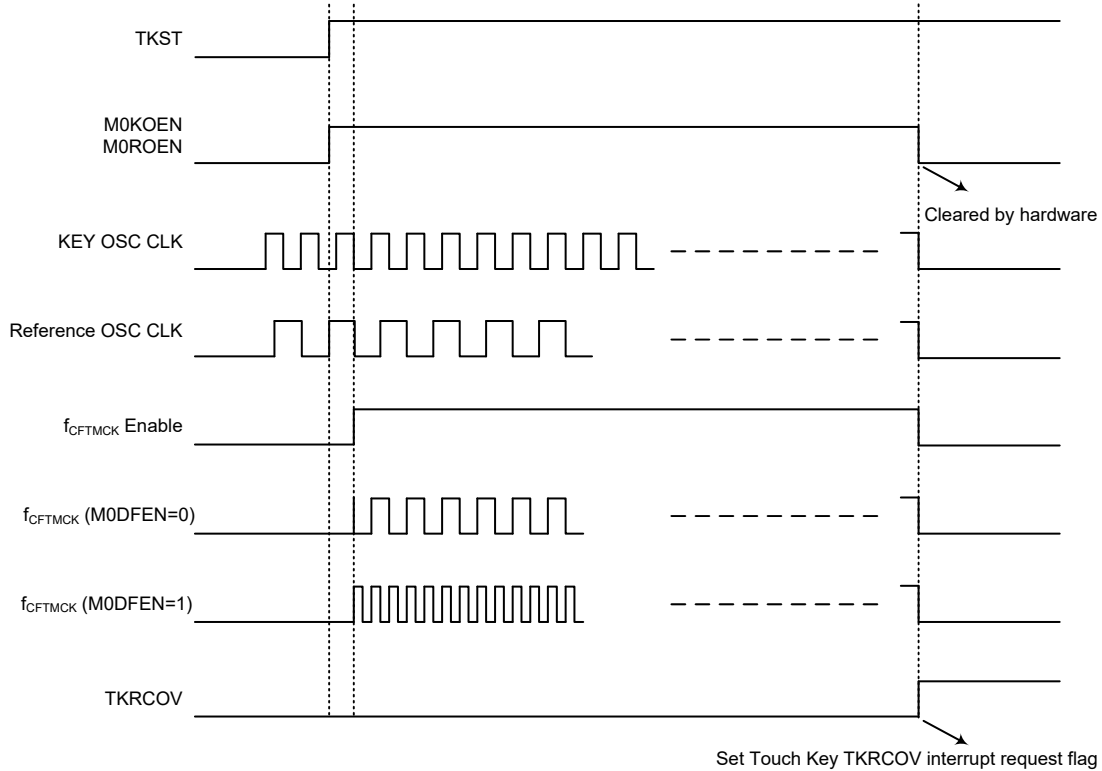 TKST
M0KOEN
M0ROEN
Cleared by hardware
KEY OSC CLK
Reference OSC CLK
fCFTMCK Enable
fCFTMCK (M0DFEN=0)
fCFTMCK (M0DFEN=1)
TKRCOV
Set Touch Key TKRCOV interrupt request flag